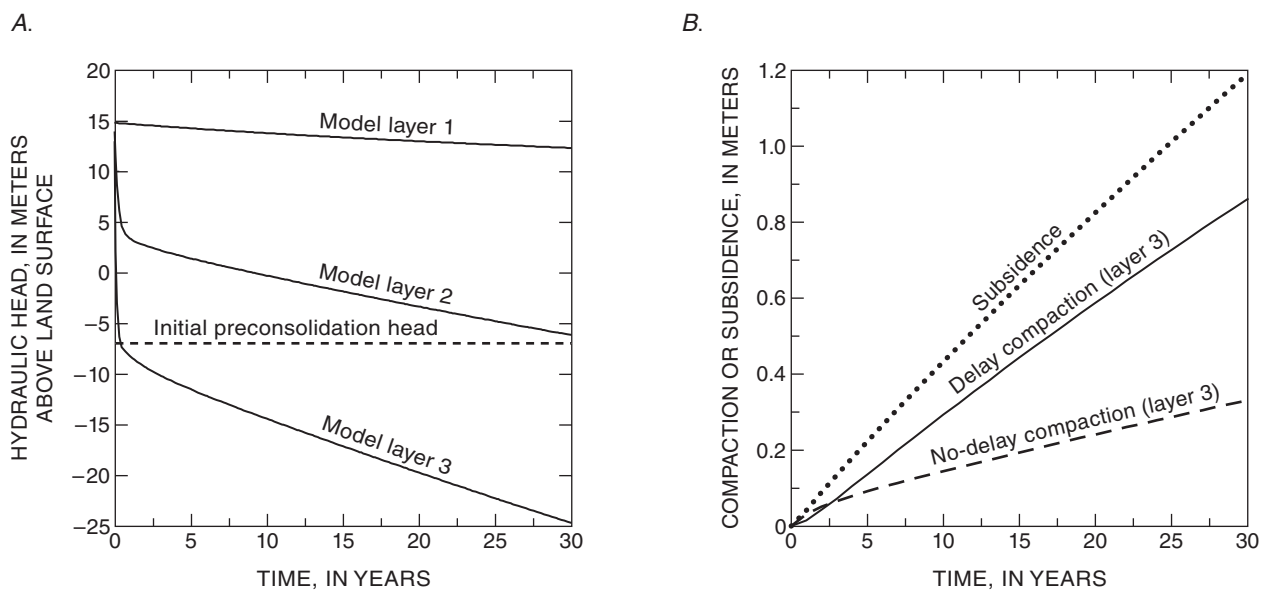 A.
HYDRAULIC HEAD, IN METERS
ABOVE LAND SURFACE
20
15
10
5
0
−5
−10
−15
−20
−25
Model layer 1
Model layer 2
Initial preconsolidation head
Model layer 3
0
5
10
15
20
25
30
TIME, IN YEARS
B.
COMPACTION OR SUBSIDENCE, IN METERS
1.2
1.0
0.8
0.6
0.4
0.2
0
Subsidence
Delay compaction (layer 3)
No-delay compaction (layer 3)
0
5
10
15
20
25
30
TIME, IN YEARS